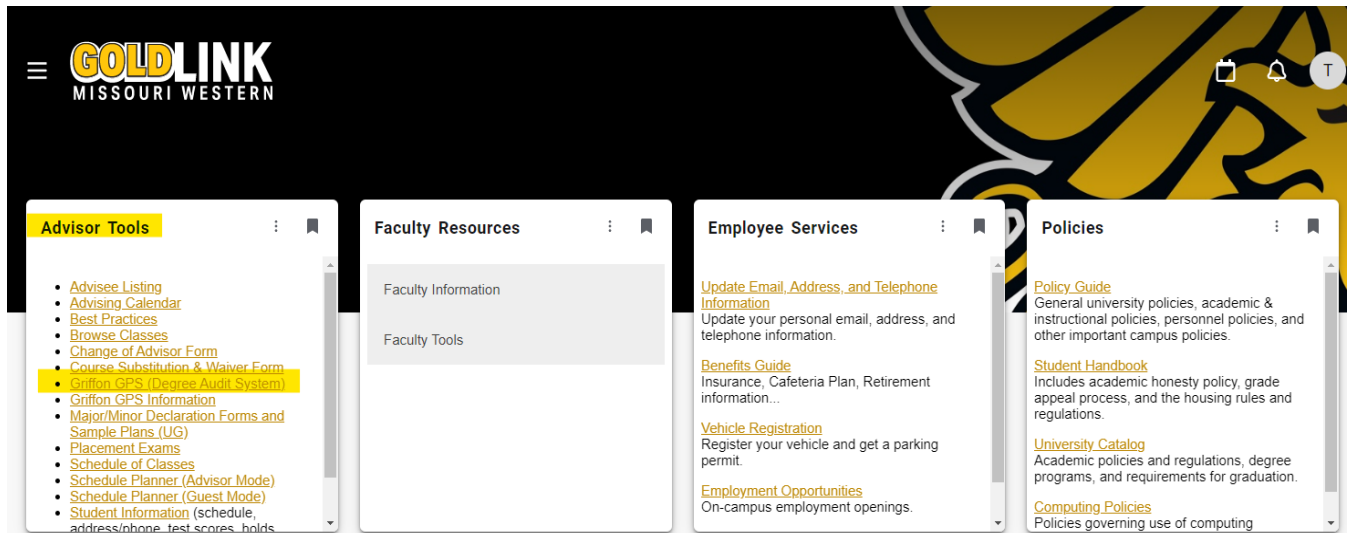 GOLDLINK
MISSOURI WESTERN
T
Advisor Tools
Advisee Listing
Advising Calendar
Best Practices
Browse Classes
Change of Advisor Form
Course Substitution & Waiver Form
Griffon GPS (Degree Audit System)
Griffon GPS Information
Major/Minor Declaration Forms and
Sample Plans (UG)
Placement Exams
Schedule of Classes
Schedule Planner (Advisor Mode)
Schedule Planner (Guest Mode)
Student Information (schedule,
address/phone, test scores, holds
Faculty Resources
Faculty Information
Faculty Tools
Employee Services
Update Email, Address, and Telephone
Information
Update your personal email, address, and
telephone information.
Benefits Guide
Insurance, Cafeteria Plan, Retirement
information...
Vehicle Registration
Register your vehicle and get a parking
permit.
Employment Opportunities
On-campus employment openings.
Policies
Policy Guide
General university policies, academic &
instructional policies, personnel policies, and
other important campus policies.
Student Handbook
Includes academic honesty policy, grade
appeal process, and the housing rules and
regulations.
University Catalog
Academic policies and regulations, degree
programs, and requirements for graduation.
Computing Policies
Policies governing use of computing